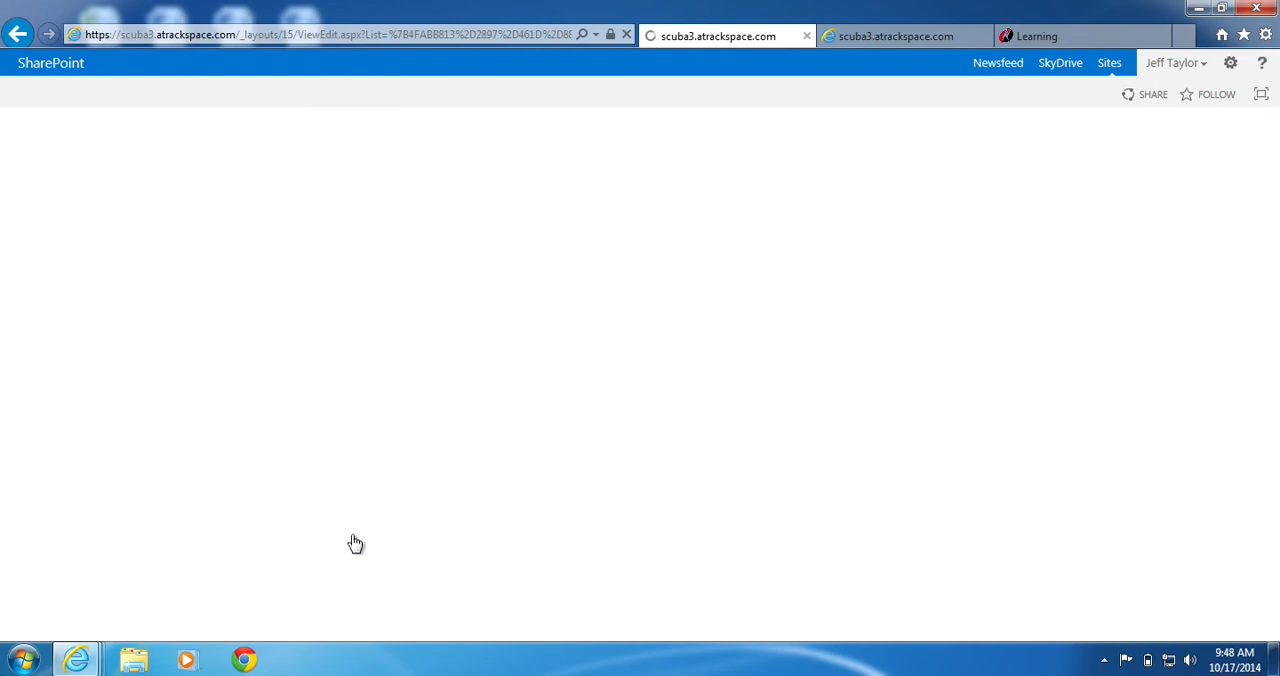 https://scuba3.atrackspace.com/_layouts/15/ViewEdit.aspx?List=%7B4FABB813%2D2897%2D461D%2D8E
scuba3.atrackspace.com
scuba3.atrackspace.com
Learning
SharePoint
Newsfeed
SkyDrive
Sites
Jeff Taylor
?
SHARE
FOLLOW
9:48 AM
10/17/2014